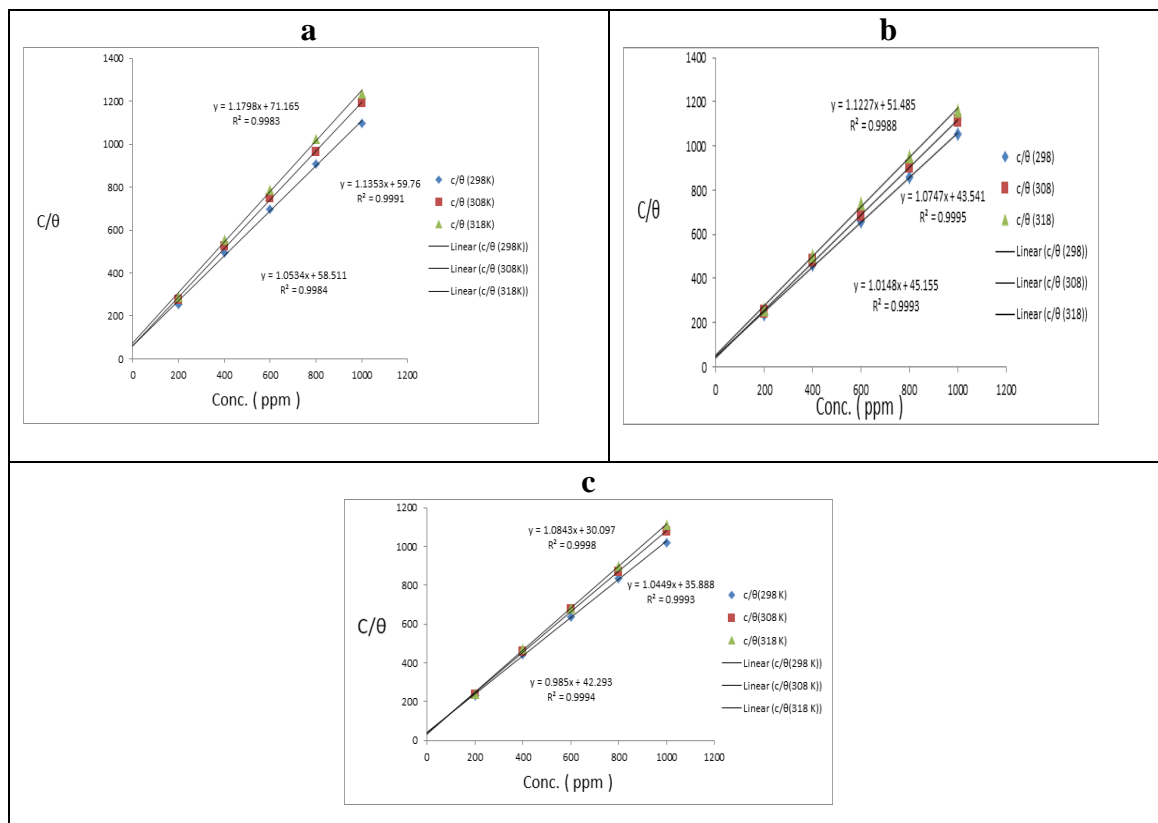 a
1400
1200
1000
800
600
400
200
0
C/θ
y = 1.1798x + 71.165
R² = 0.9983
y = 1.1353x + 59.76
R² = 0.9991
y = 1.0534x + 58.511
R² = 0.9984
c/θ (298K)
c/θ (308K)
c/θ (318K)
Linear (c/θ (298K))
Linear (c/θ (308K))
Linear (c/θ (318K))
0 200 400 600 800 1000 1200
Conc. ( ppm )
b
1400
1200
1000
800
600
400
200
0
C/θ
y = 1.1227x + 51.485
R² = 0.9988
y = 1.0747x + 43.541
R² = 0.9995
y = 1.0148x + 45.155
R² = 0.9993
c/θ (298)
c/θ (308)
c/θ (318)
Linear (c/θ (298))
Linear (c/θ (308))
Linear (c/θ (318))
0 200 400 600 800 1000 1200
Conc. ( ppm )
c
1200
1000
800
600
400
200
0
C/θ
y = 1.0843x + 30.097
R² = 0.9998
y = 1.0449x + 35.888
R² = 0.9993
y = 0.985x + 42.293
R² = 0.9994
c/θ(298 K)
c/θ(308 K)
c/θ(318 K)
Linear (c/θ(298 K))
Linear (c/θ(308 K))
Linear (c/θ(318 K))
0 200 400 600 800 1000 1200
Conc. ( ppm )